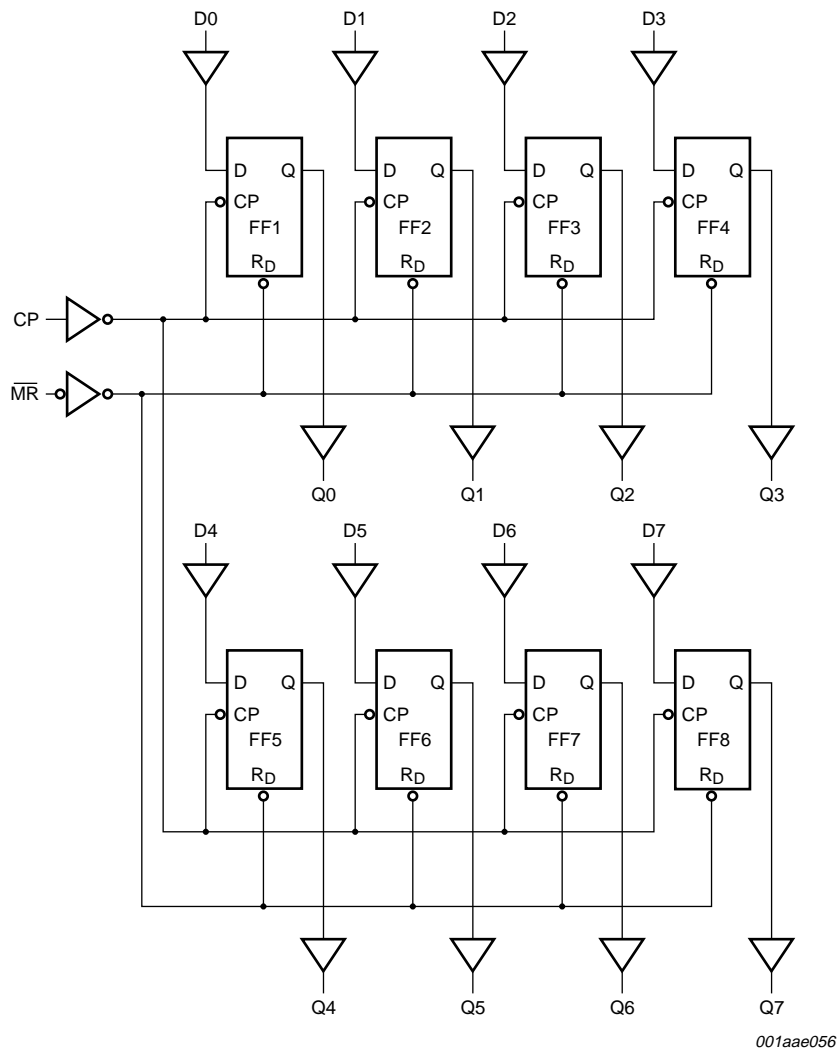 D0 D1 D2 D3
D Q D Q D Q D Q
CP CP CP CP
FF1 FF2 FF3 FF4
RD RD RD RD
CP
MR
Q0 Q1 Q2 Q3
D4 D5 D6 D7
D Q D Q D Q D Q
CP CP CP CP
FF5 FF6 FF7 FF8
RD RD RD RD
Q4 Q5 Q6 Q7
001aae056